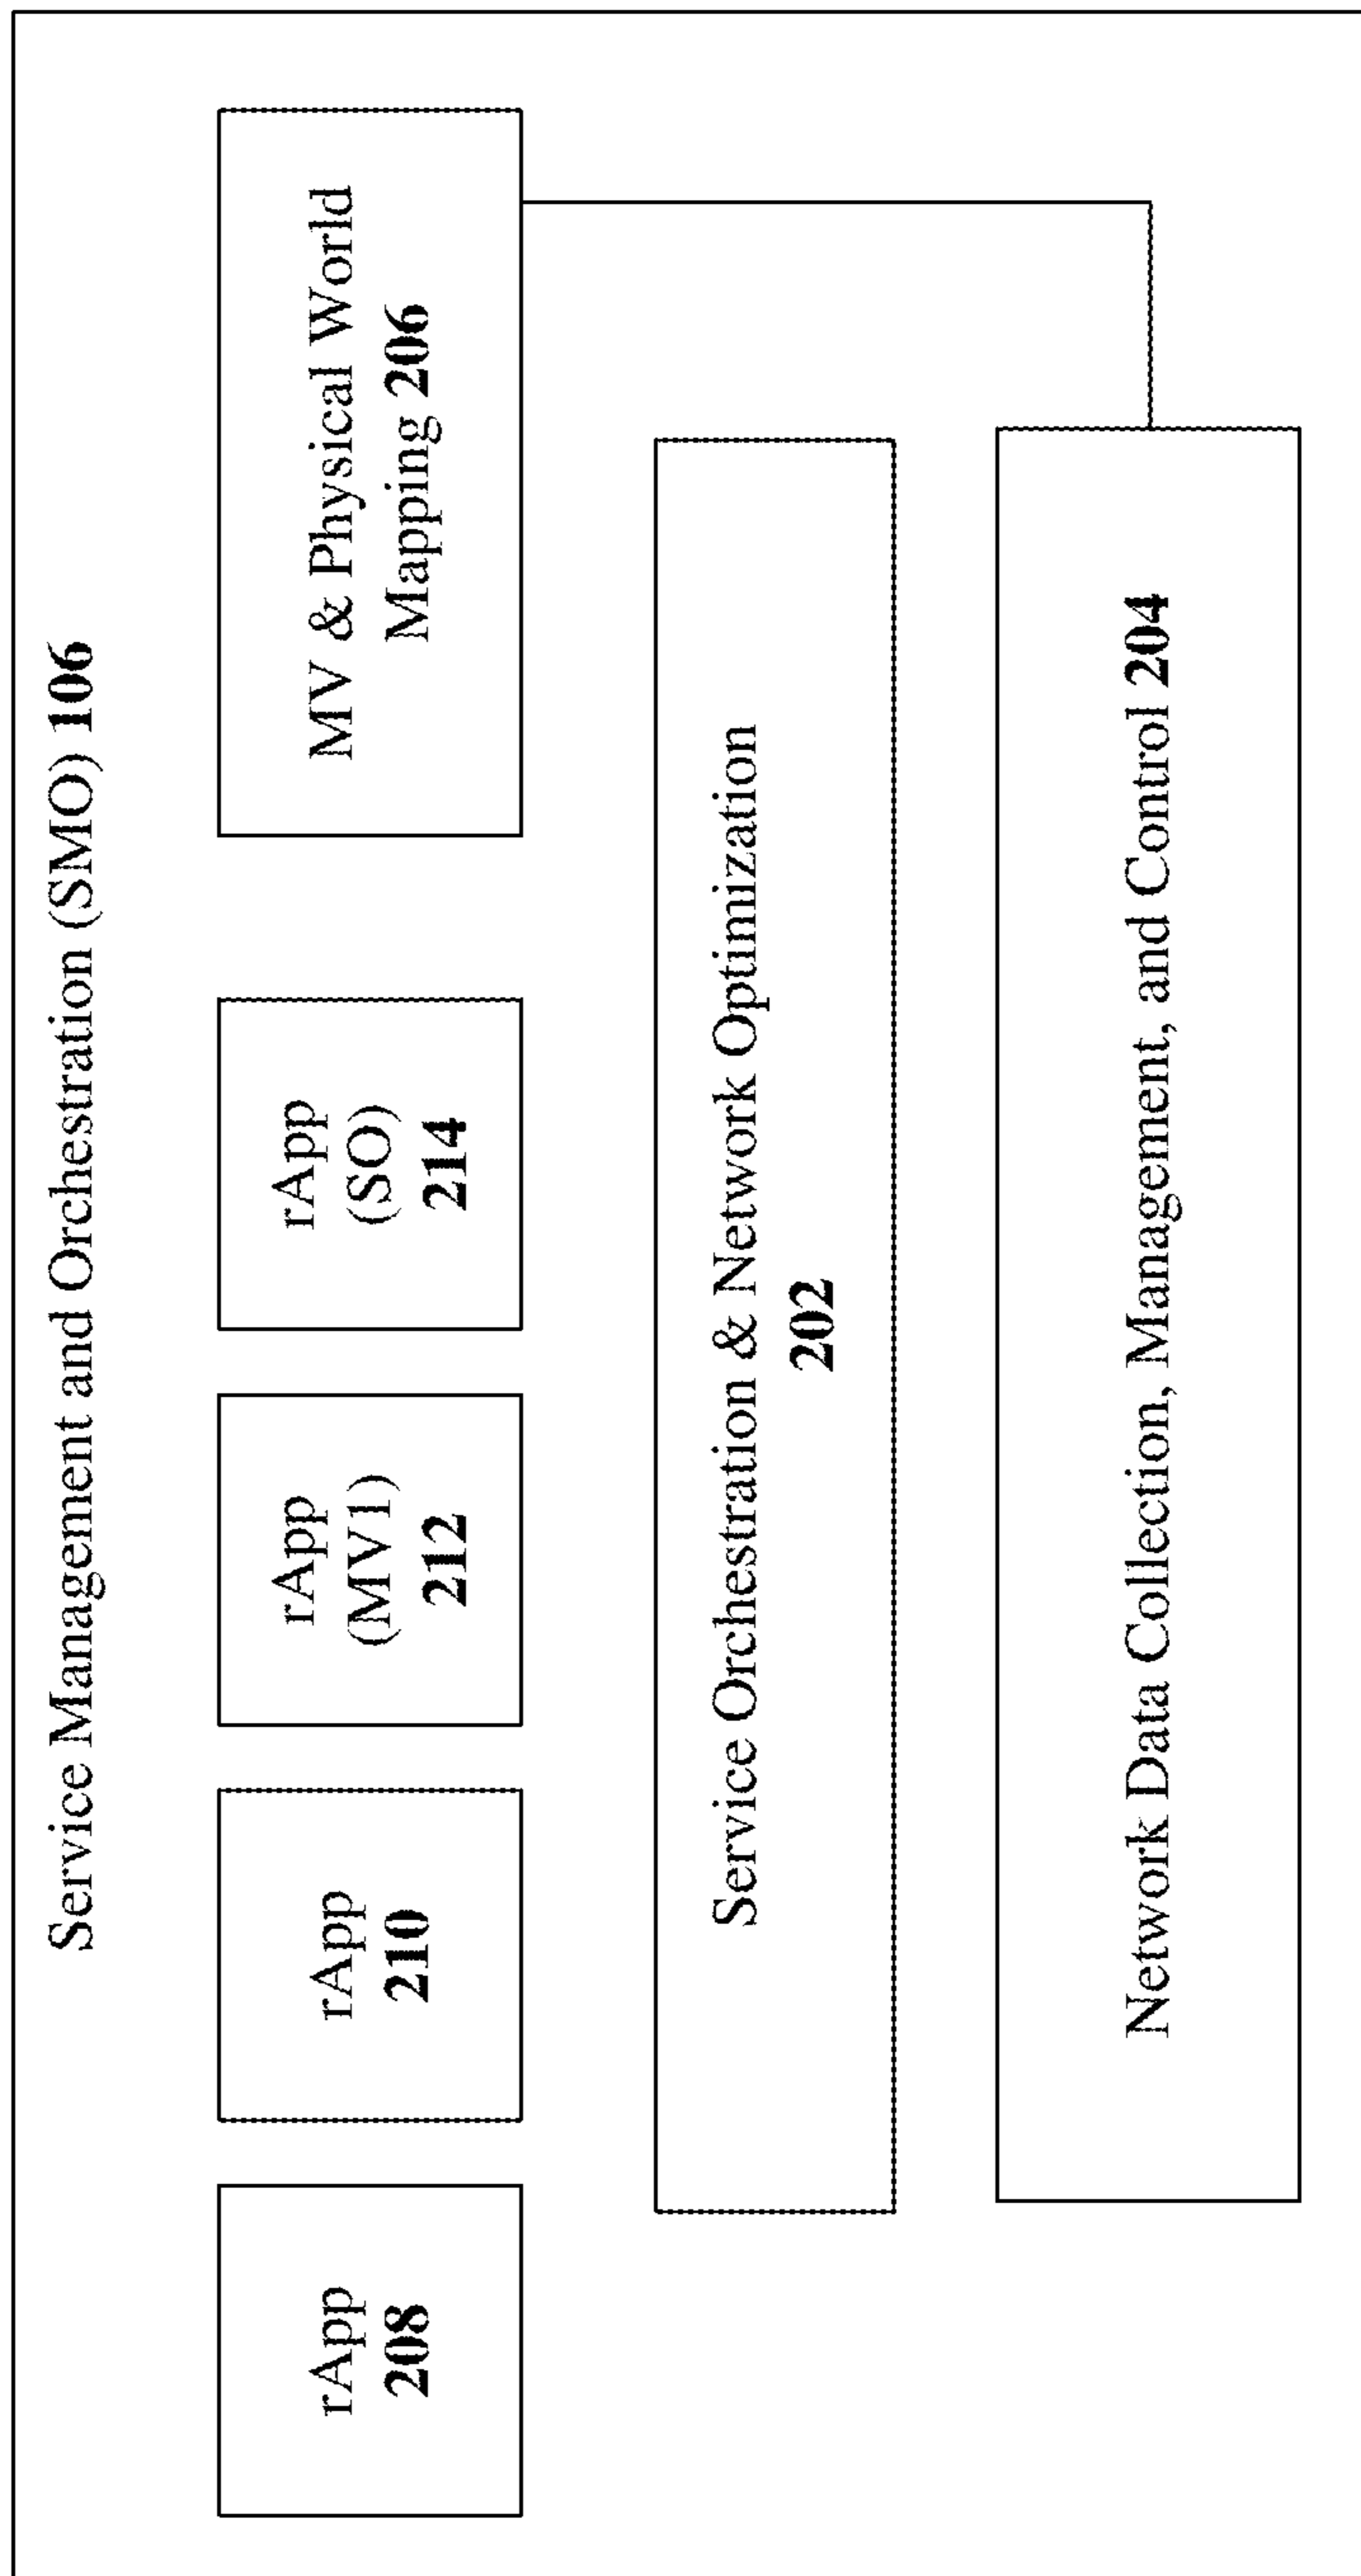 Service Management and Orchestration (SMO) 106
rApp
208
rApp
210
rApp
(MV1)
212
rApp
(SO)
214
MV & Physical World
Mapping 206
Service Orchestration & Network Optimization
202
Network Data Collection, Management, and Control 204